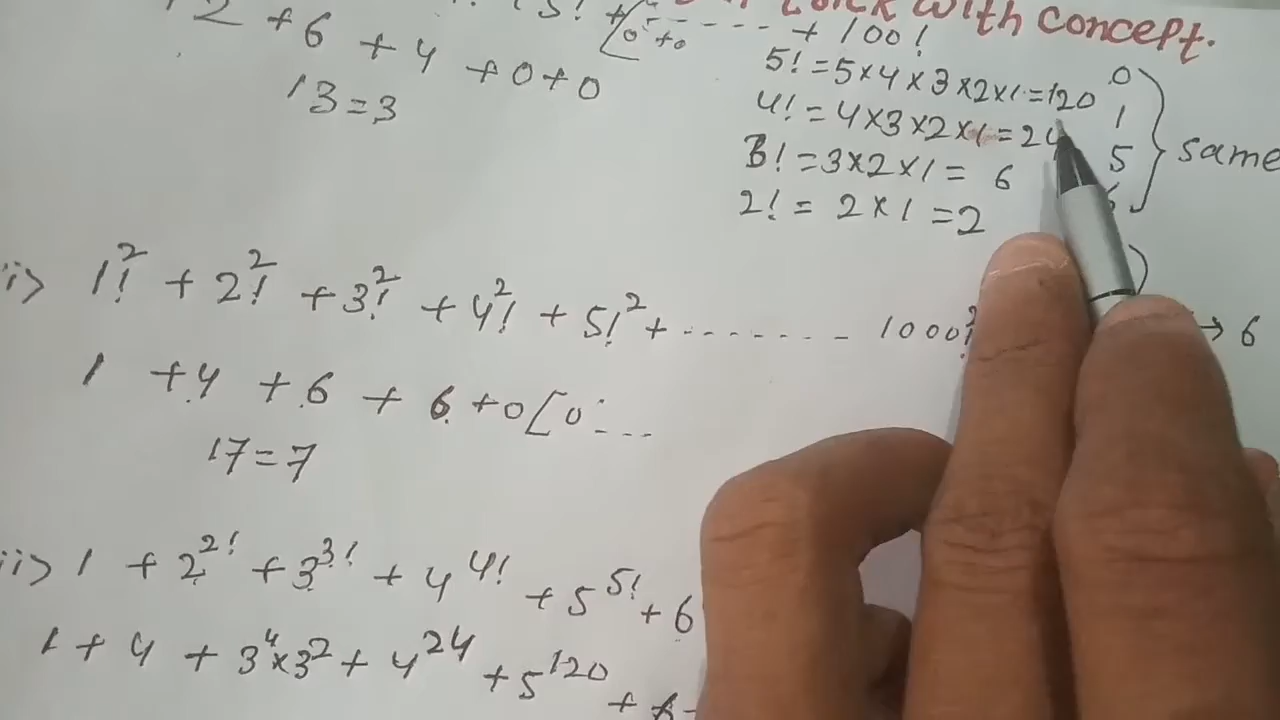 with concept.
+ 100!
2 + 6 + 4 + 0 + 0
13 = 3
5! = 5 × 4 × 3 × 2 × 1 = 120
4! = 4 × 3 × 2 × 1 = 24
3! = 3 × 2 × 1 = 6
2! = 2 × 1 = 2
0
1
5
same
1!² + 2!² + 3!² + 4!² + 5!² + ------- 1000!²
→ 6
1 + 4 + 6 + 6 + 0 [0...
17 = 7
1 + 2^2! + 3^3! + 4^4! + 5^5! + 6
1 + 4 + 3⁴ × 3² + 4²⁴ + 5¹²⁰ +